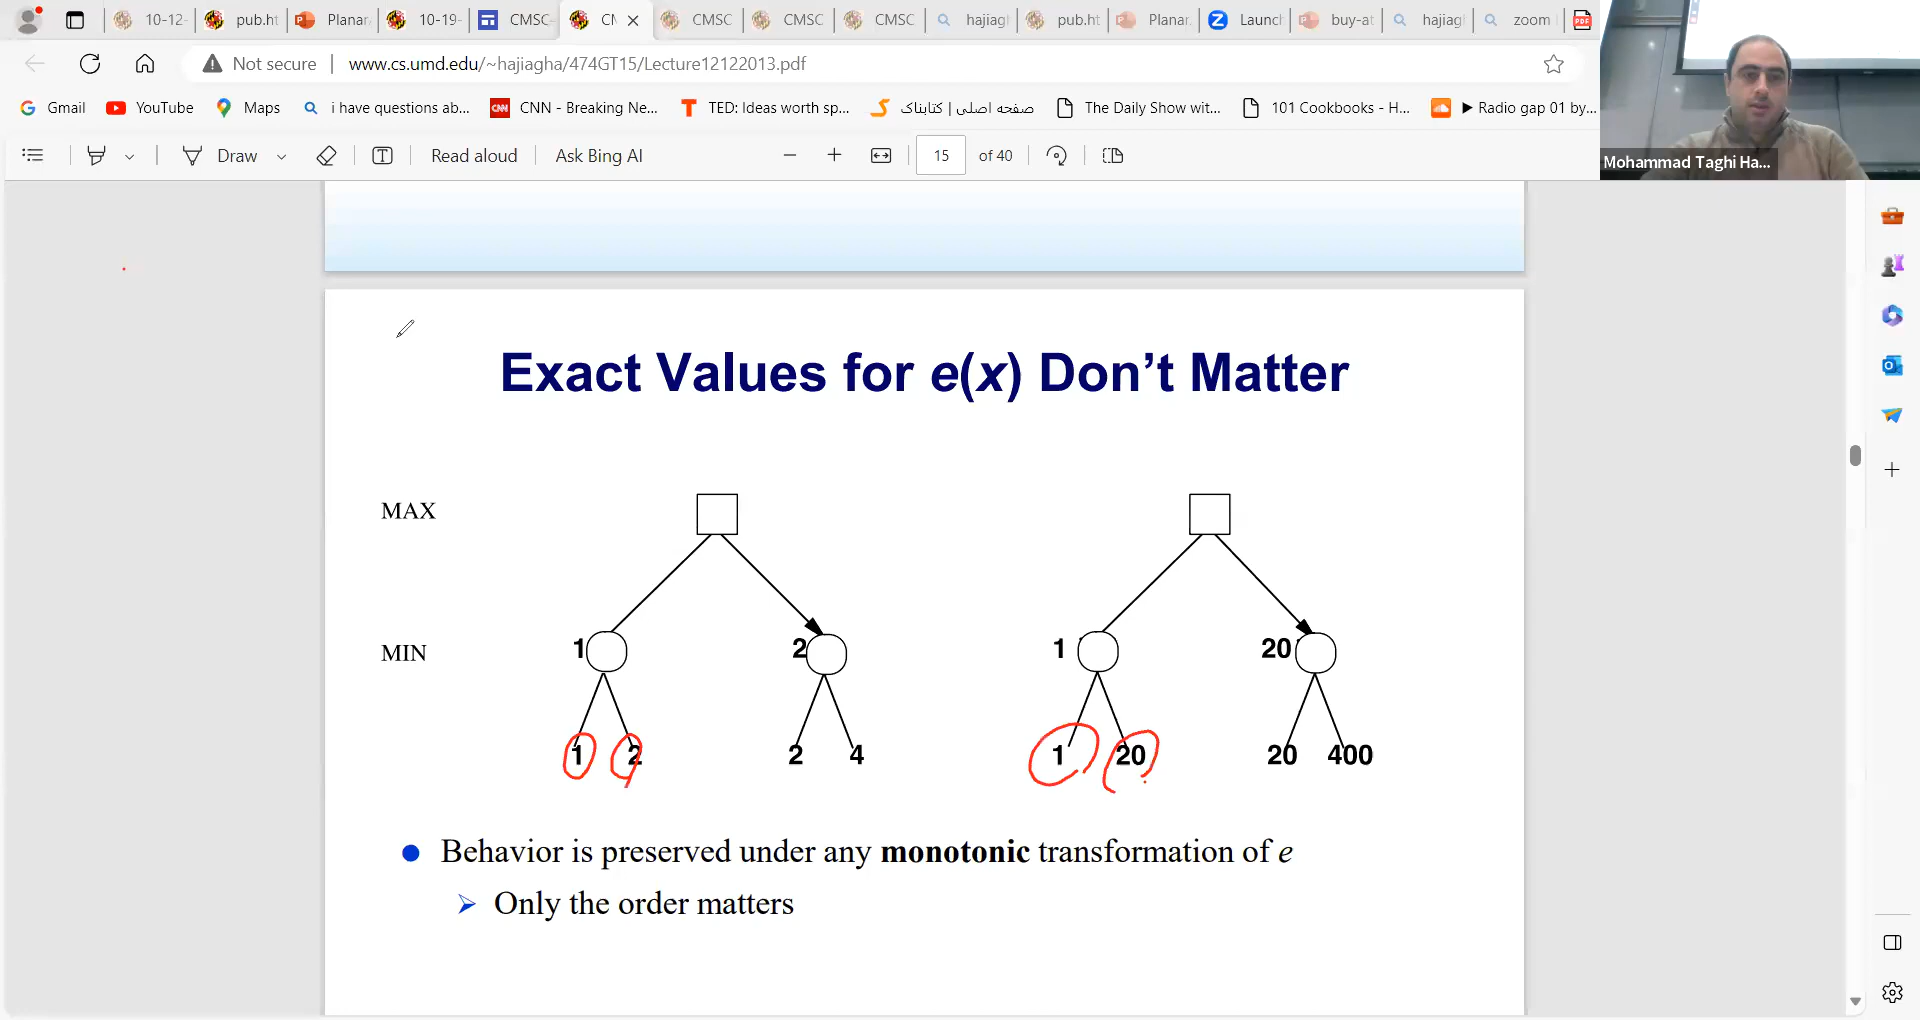 10-12- pub.ht Planar 10-19- CMSC- CM CMSC CMSC CMSC hajiagh pub.ht Planar. Launch buy-at hajiag zoom PDF
Not secure www.cs.umd.edu/~hajiagha/474GT15/Lecture12122013.pdf
Gmail YouTube Maps i have questions ab... CNN CNN - Breaking Ne... TED: Ideas worth sp... صفحه اصلی | کتابناک The Daily Show wit... 101 Cookbooks - H... Radio gap 01 by...
Draw Read aloud Ask Bing AI 15 of 40
Mohammad Taghi Ha...
Exact Values for e(x) Don't Matter
MAX
MIN 1 2 1 20
1 2 2 4 1 20 20 400
Behavior is preserved under any monotonic transformation of e
Only the order matters